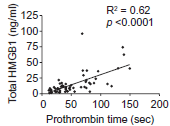 R² = 0.62
p <0.0001
Total HMGB1 (ng/ml)
125
100
75
50
25
0
0 50 100 150 200
Prothrombin time (sec)